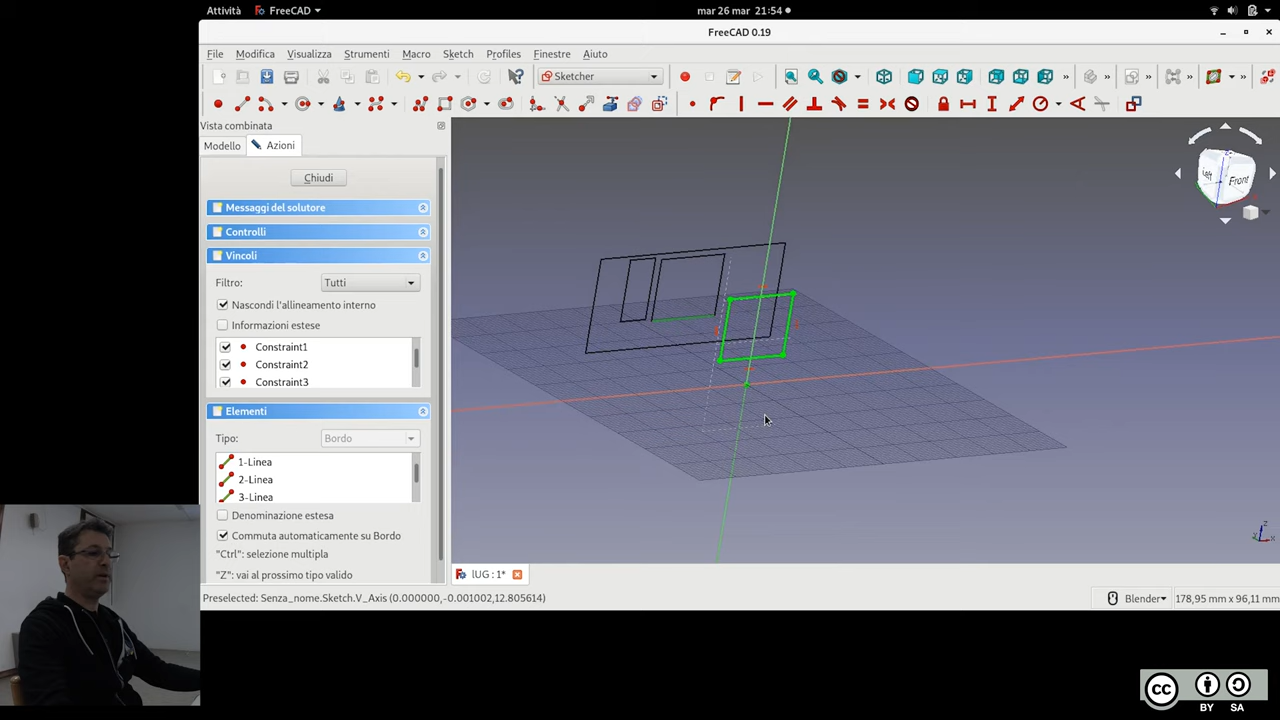 Attività
FreeCAD
mar 26 mar 21:54
FreeCAD 0.19
File Modifica Visualizza Strumenti Macro Sketch Profiles Finestre Aiuto
Sketcher
Vista combinata
Modello
Azioni
Chiudi
Messaggi del solutore
Controlli
Vincoli
Filtro: Tutti
Nascondi l'allineamento interno
Informazioni estese
Constraint1
Constraint2
Constraint3
Elementi
Tipo: Bordo
1-Linea
2-Linea
3-Linea
Denominazione estesa
Commuta automaticamente su Bordo
"Ctrl": selezione multipla
"Z": vai al prossimo tipo valido
Left Front
lUG : 1*
Preselected: Senza_nome.Sketch.V_Axis (0.000000,-0.001002,12.805614)
Blender
178,95 mm x 96,11 mm
CC
BY SA